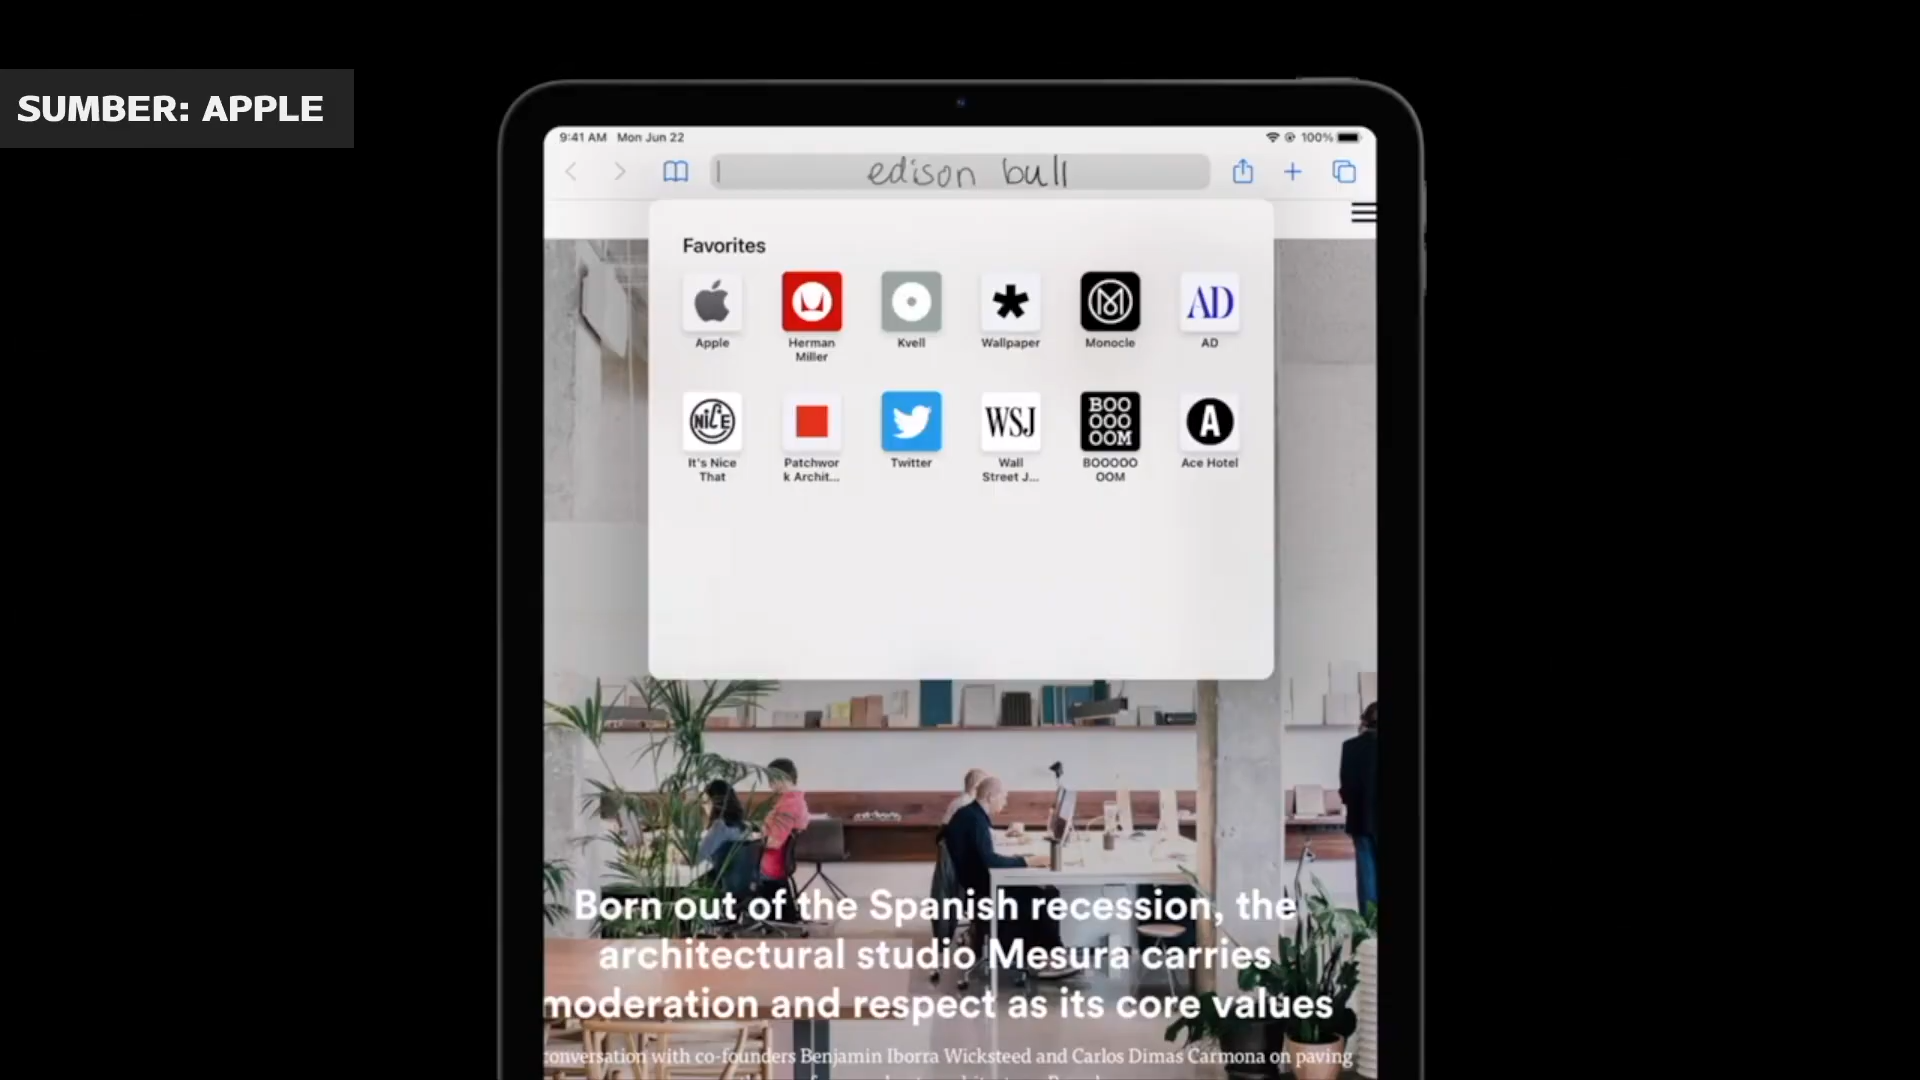 SUMBER: APPLE
9:41 AM Mon Jun 22
100%
edison bull
Favorites
Apple
Herman
Miller
Kvell
Wallpaper
Monocle
AD
AD
NICE
It's Nice
That
Patchwor
k Archit...
Twitter
WSJ
Wall
Street J...
BOO
OOO
OOM
BOOOOO
OOM
A
Ace Hotel
Born out of the Spanish recession, the
architectural studio Mesura carries
moderation and respect as its core values
conversation with co-founders Benjamin Iborra Wicksteed and Carlos Dimas Carmona on paving